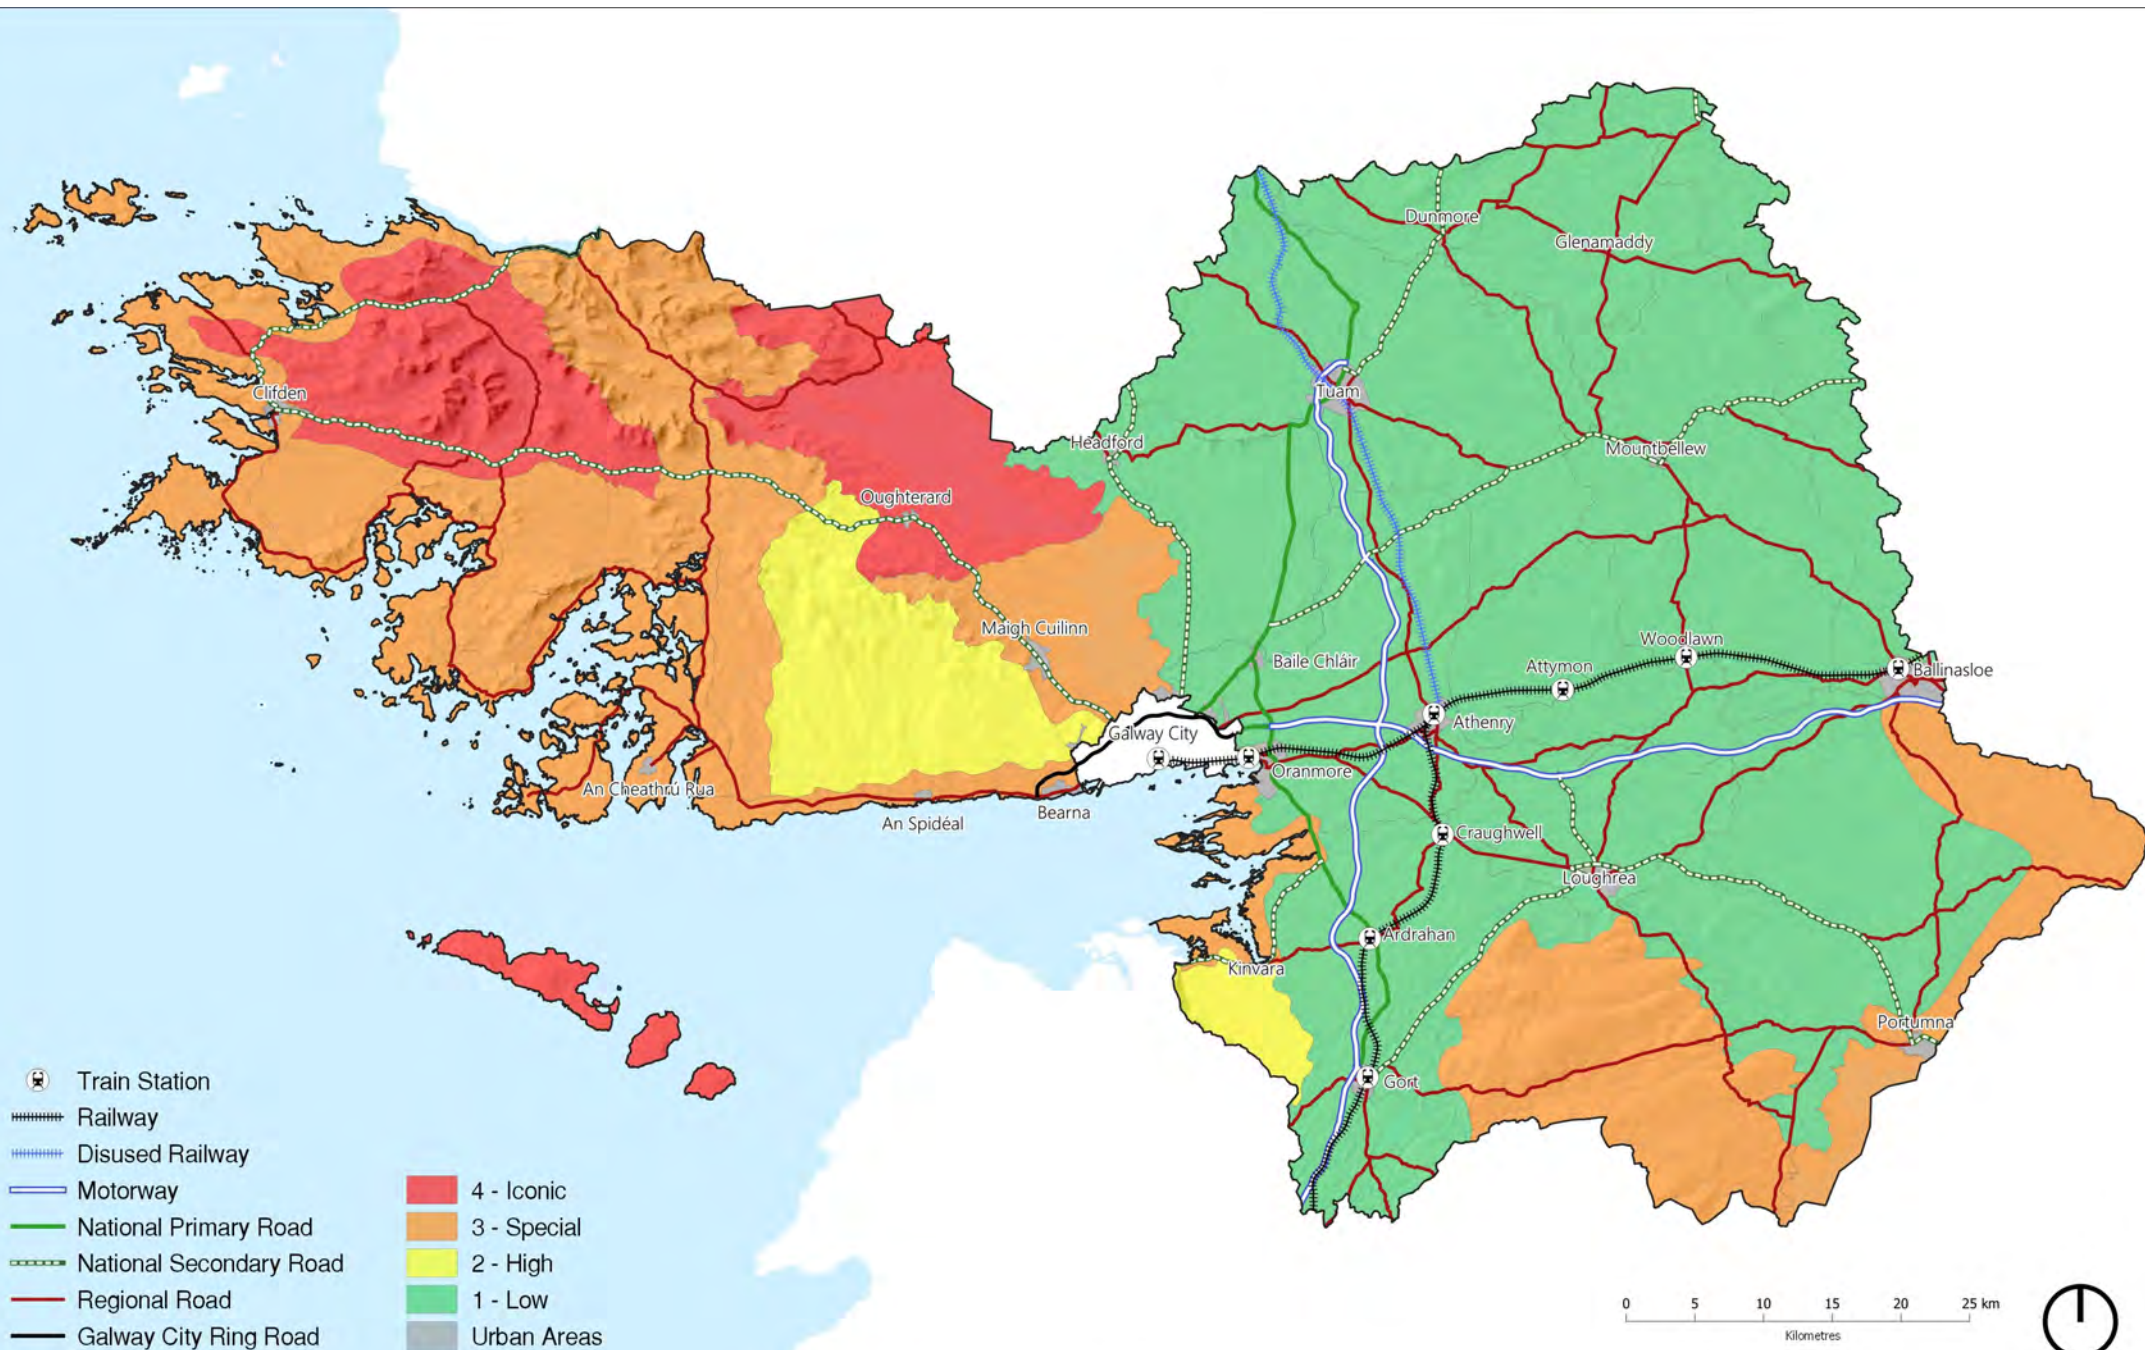 Dunmore
Glenamaddy
Clifden
Tuam
Headford
Mountbellew
Oughterard
Maigh Cuilinn
Woodlawn
Baile Chláir
Attymon
Ballinasloe
Athenry
Galway City
Oranmore
An Cheathrú Rua
Bearna
An Spidéal
Craughwell
Loughrea
Ardrahan
Kinvara
Portumna
Gort
Train Station
Railway
Disused Railway
Motorway
National Primary Road
National Secondary Road
Regional Road
Galway City Ring Road
4 - Iconic
3 - Special
2 - High
1 - Low
Urban Areas
0 5 10 15 20 25 km
Kilometres